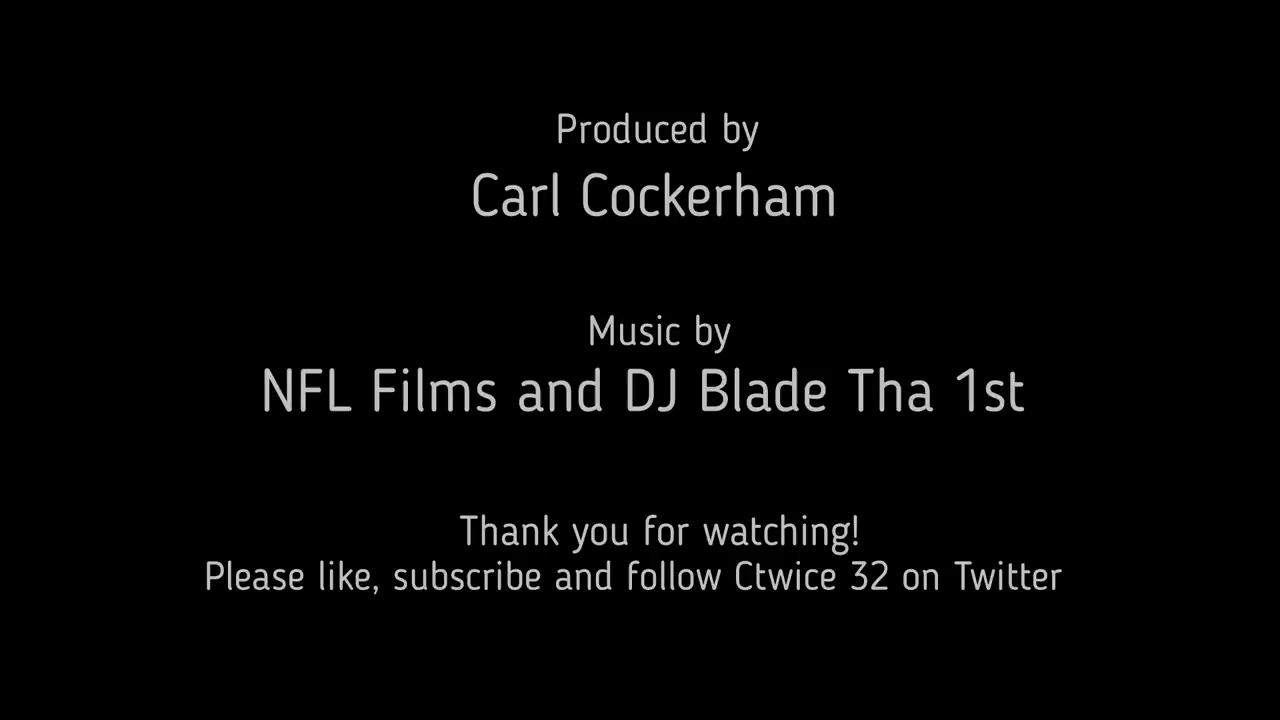 Produced by
Carl Cockerham
Music by
NFL Films and DJ Blade Tha 1st
Thank you for watching!
Please like, subscribe and follow Ctwice 32 on Twitter